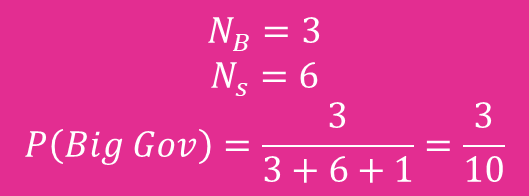 N_B = 3
N_s = 6
P(Big Gov) = 3/(3 + 6 + 1) = 3/10